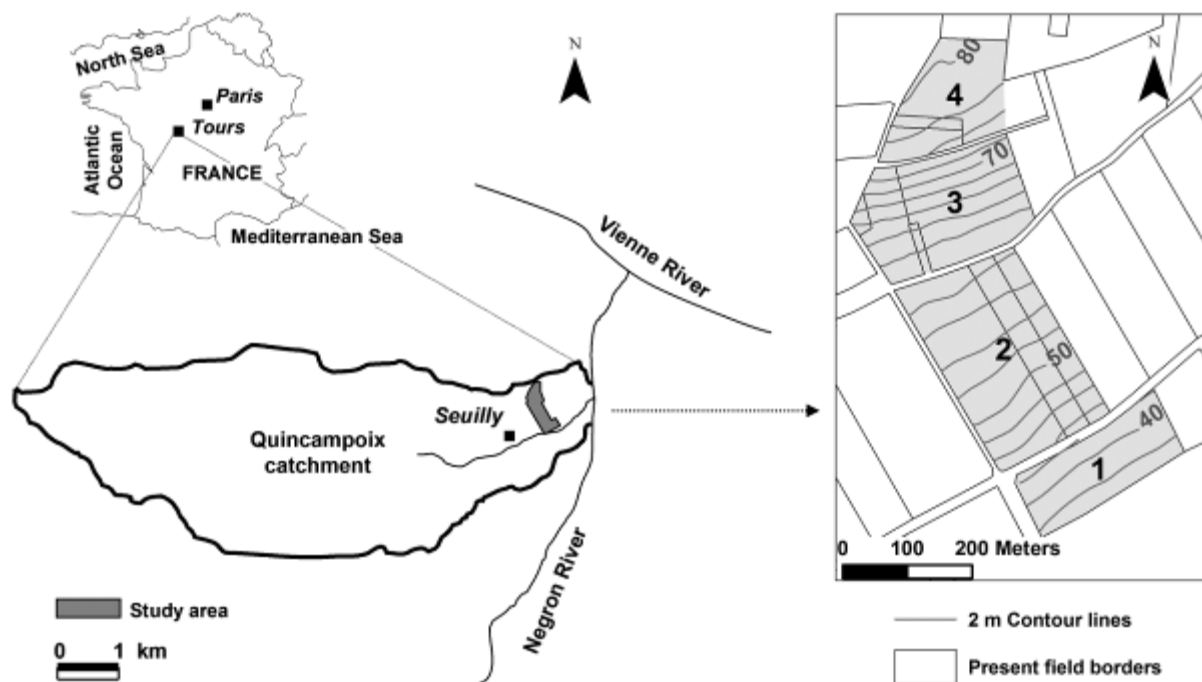 North Sea
Paris
Tours
Atlantic
Ocean
FRANCE
Mediterranean Sea
N
Vienne River
Seuilly
Quincampoix
catchment
Negron River
Study area
0 1 km
N
80
4
70
3
2
50
40
1
0 100 200 Meters
2 m Contour lines
Present field borders